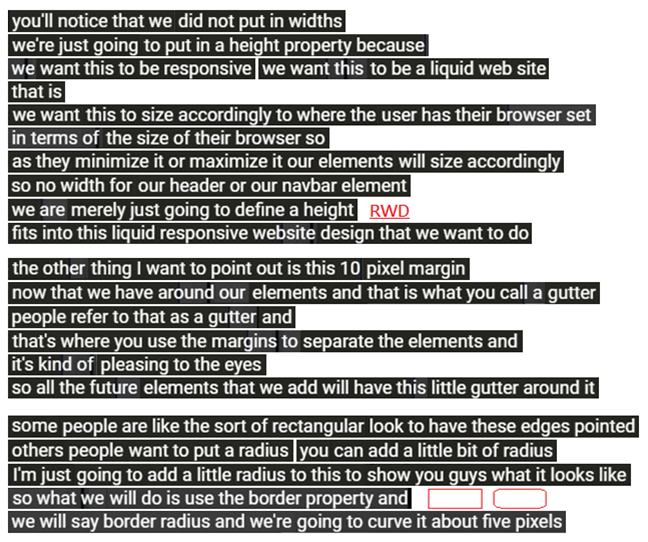 you'll notice that we did not put in widths
we're just going to put in a height property because
we want this to be responsive we want this to be a liquid web site
that is
we want this to size accordingly to where the user has their browser set
in terms of the size of their browser so
as they minimize it or maximize it our elements will size accordingly
so no width for our header or our navbar element
we are merely just going to define a height RWD
fits into this liquid responsive website design that we want to do
the other thing I want to point out is this 10 pixel margin
now that we have around our elements and that is what you call a gutter
people refer to that as a gutter and
that's where you use the margins to separate the elements and
it's kind of pleasing to the eyes
so all the future elements that we add will have this little gutter around it
some people are like the sort of rectangular look to have these edges pointed
others people want to put a radius you can add a little bit of radius
I'm just going to add a little radius to this to show you guys what it looks like
so what we will do is use the border property and
we will say border radius and we're going to curve it about five pixels